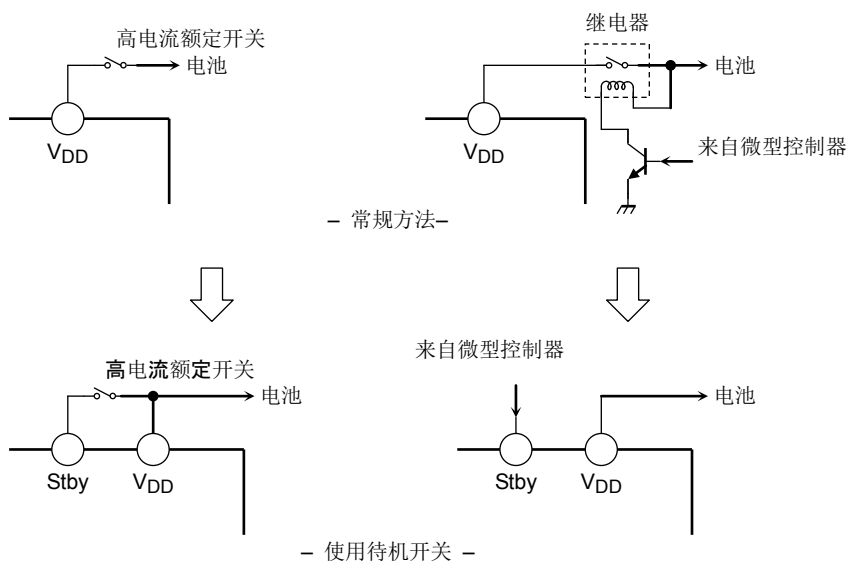 高电流额定开关
电池
VDD
继电器
电池
VDD
来自微型控制器
– 常规方法–
高电流额定开关
电池
Stby
VDD
来自微型控制器
电池
Stby
VDD
– 使用待机开关 –